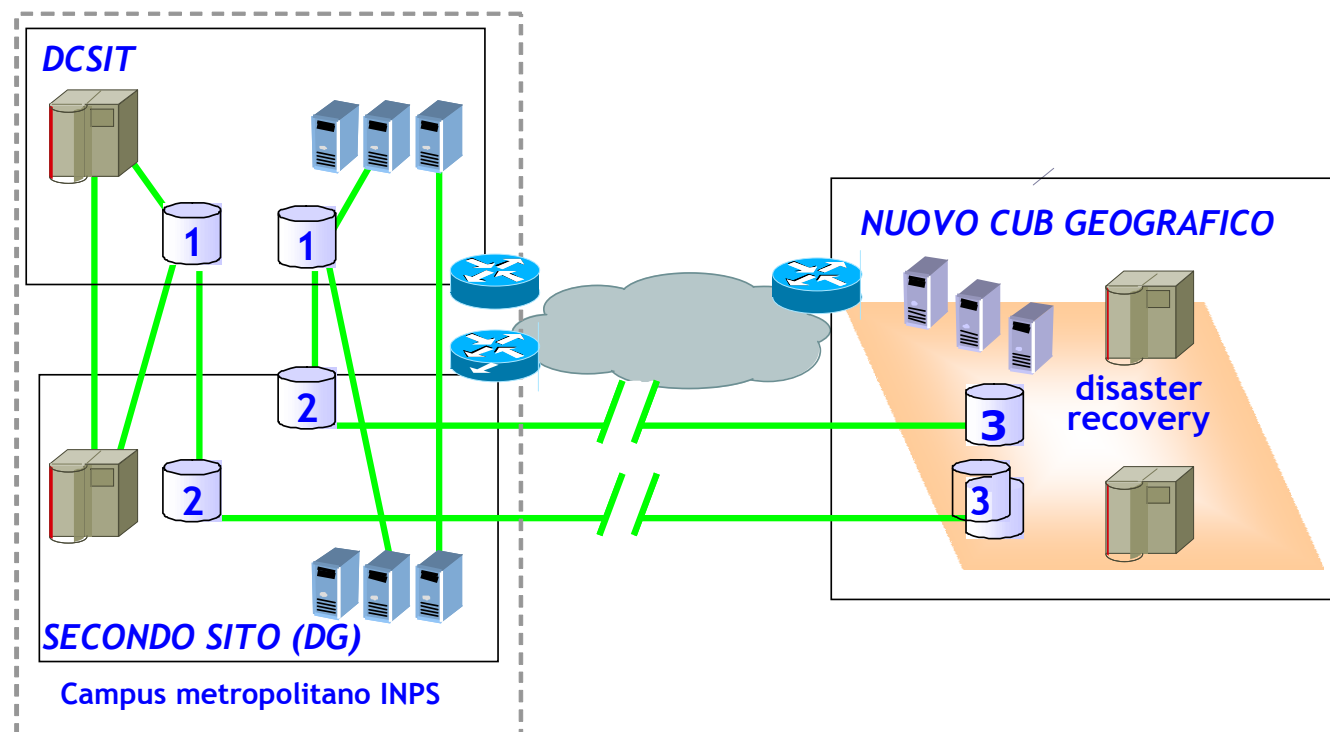 DCSIT
1
1
NUOVO CUB GEOGRAFICO
2
2
3
3
disaster
recovery
SECONDO SITO (DG)
Campus metropolitano INPS